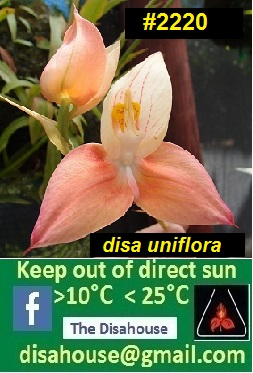 #2220
disa uniflora
Keep out of direct sun
>10°C < 25°C
f
The Disahouse
disahouse@gmail.com